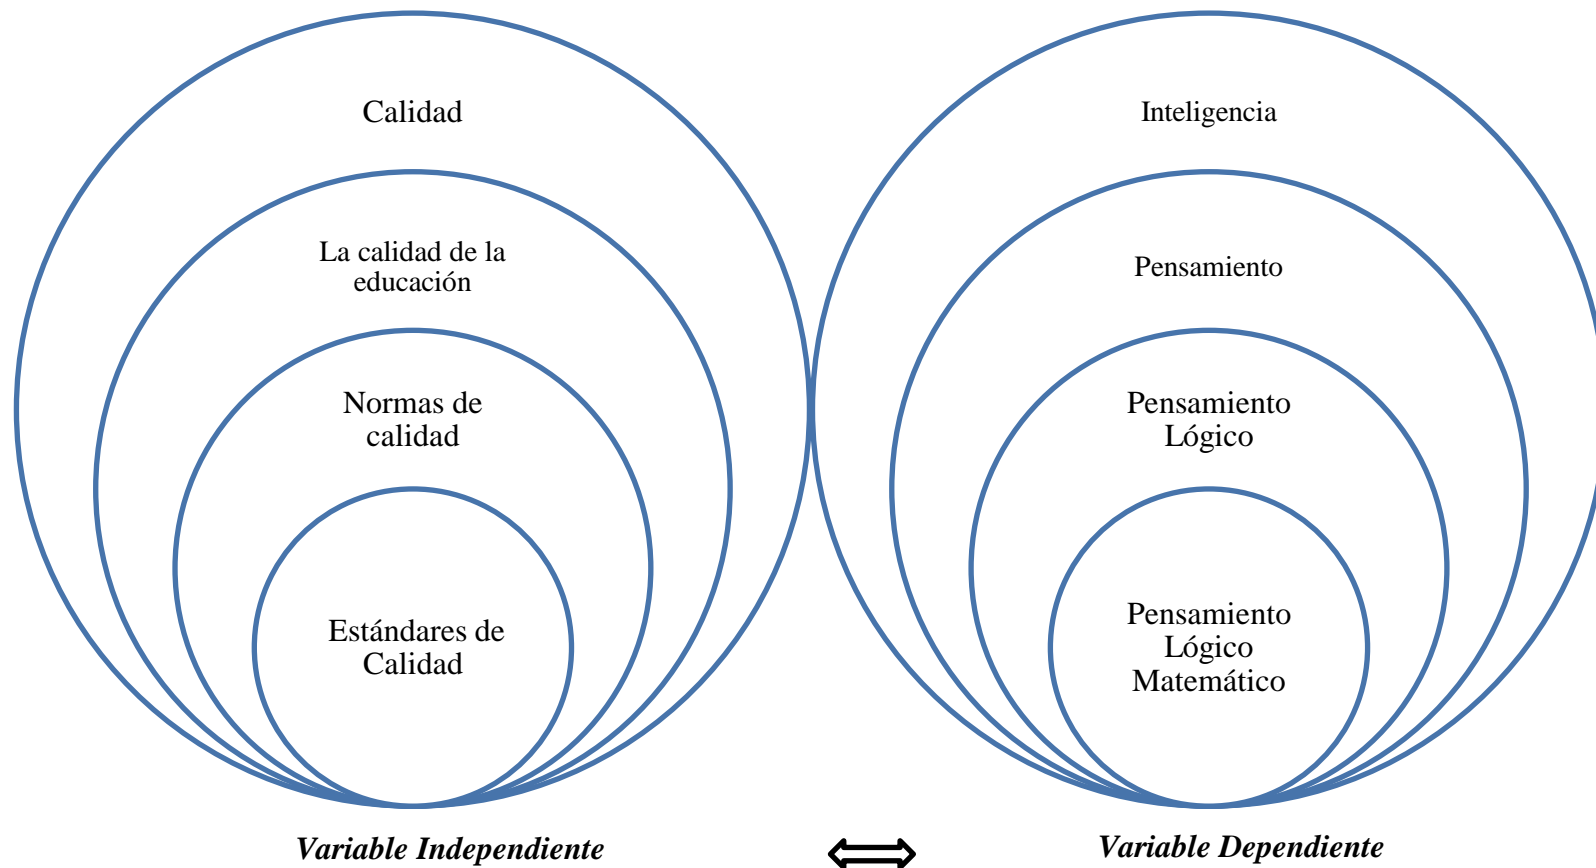 Calidad
La calidad de la
educación
Normas de
calidad
Estándares de
Calidad
Variable Independiente
Inteligencia
Pensamiento
Pensamiento
Lógico
Pensamiento
Lógico
Matemático
Variable Dependiente